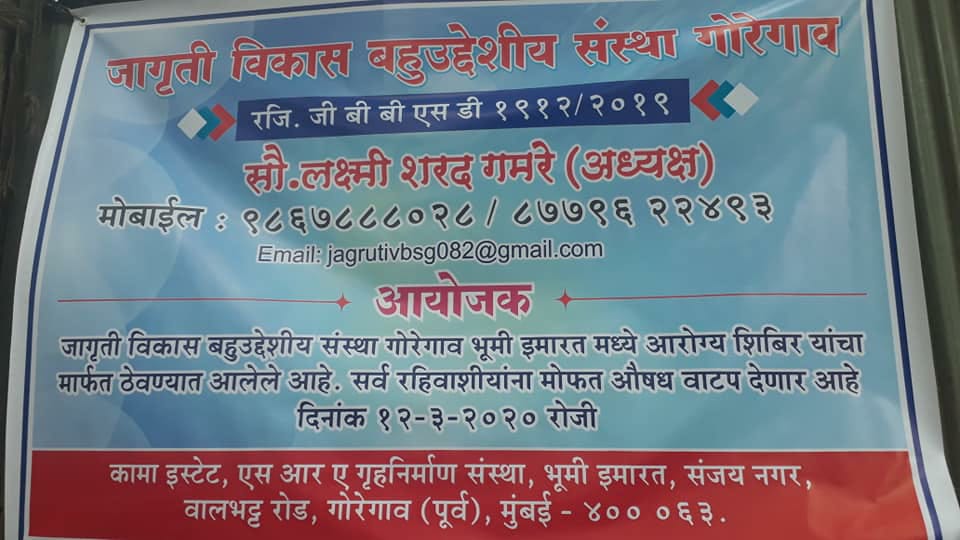 जागृती विकास बहुउद्देशीय संस्था गोरेगाव
रजि. जी बी बी एस डी १९१२/२०१९
सौ.लक्ष्मी शरद गमरे (अध्यक्ष)
मोबाईल : ९८६७८८८०२८ / ८७७९६ २२४९३
Email: jagrutivbsg082@gmail.com
आयोजक
जागृती विकास बहुउद्देशीय संस्था गोरेगाव भूमी इमारत मध्ये आरोग्य शिबिर यांचा
मार्फत ठेवण्यात आलेले आहे. सर्व रहिवाशीयांना मोफत औषध वाटप देणार आहे
दिनांक १२-३-२०२० रोजी
कामा इस्टेट, एस आर ए गृहनिर्माण संस्था, भूमी इमारत, संजय नगर,
वालभट्ट रोड, गोरेगाव (पूर्व), मुंबई - ४०० ०६३.